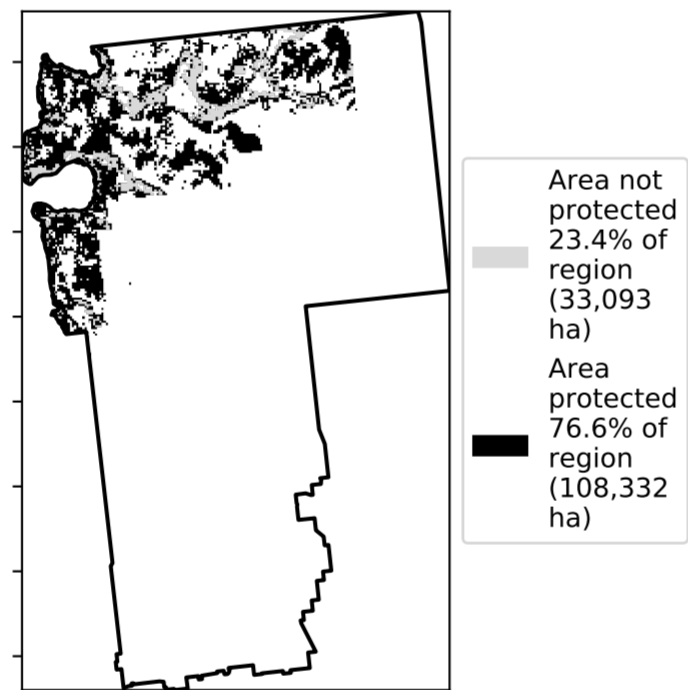 Area not
protected
23.4% of
region
(33,093
ha)
Area
protected
76.6% of
region
(108,332
ha)